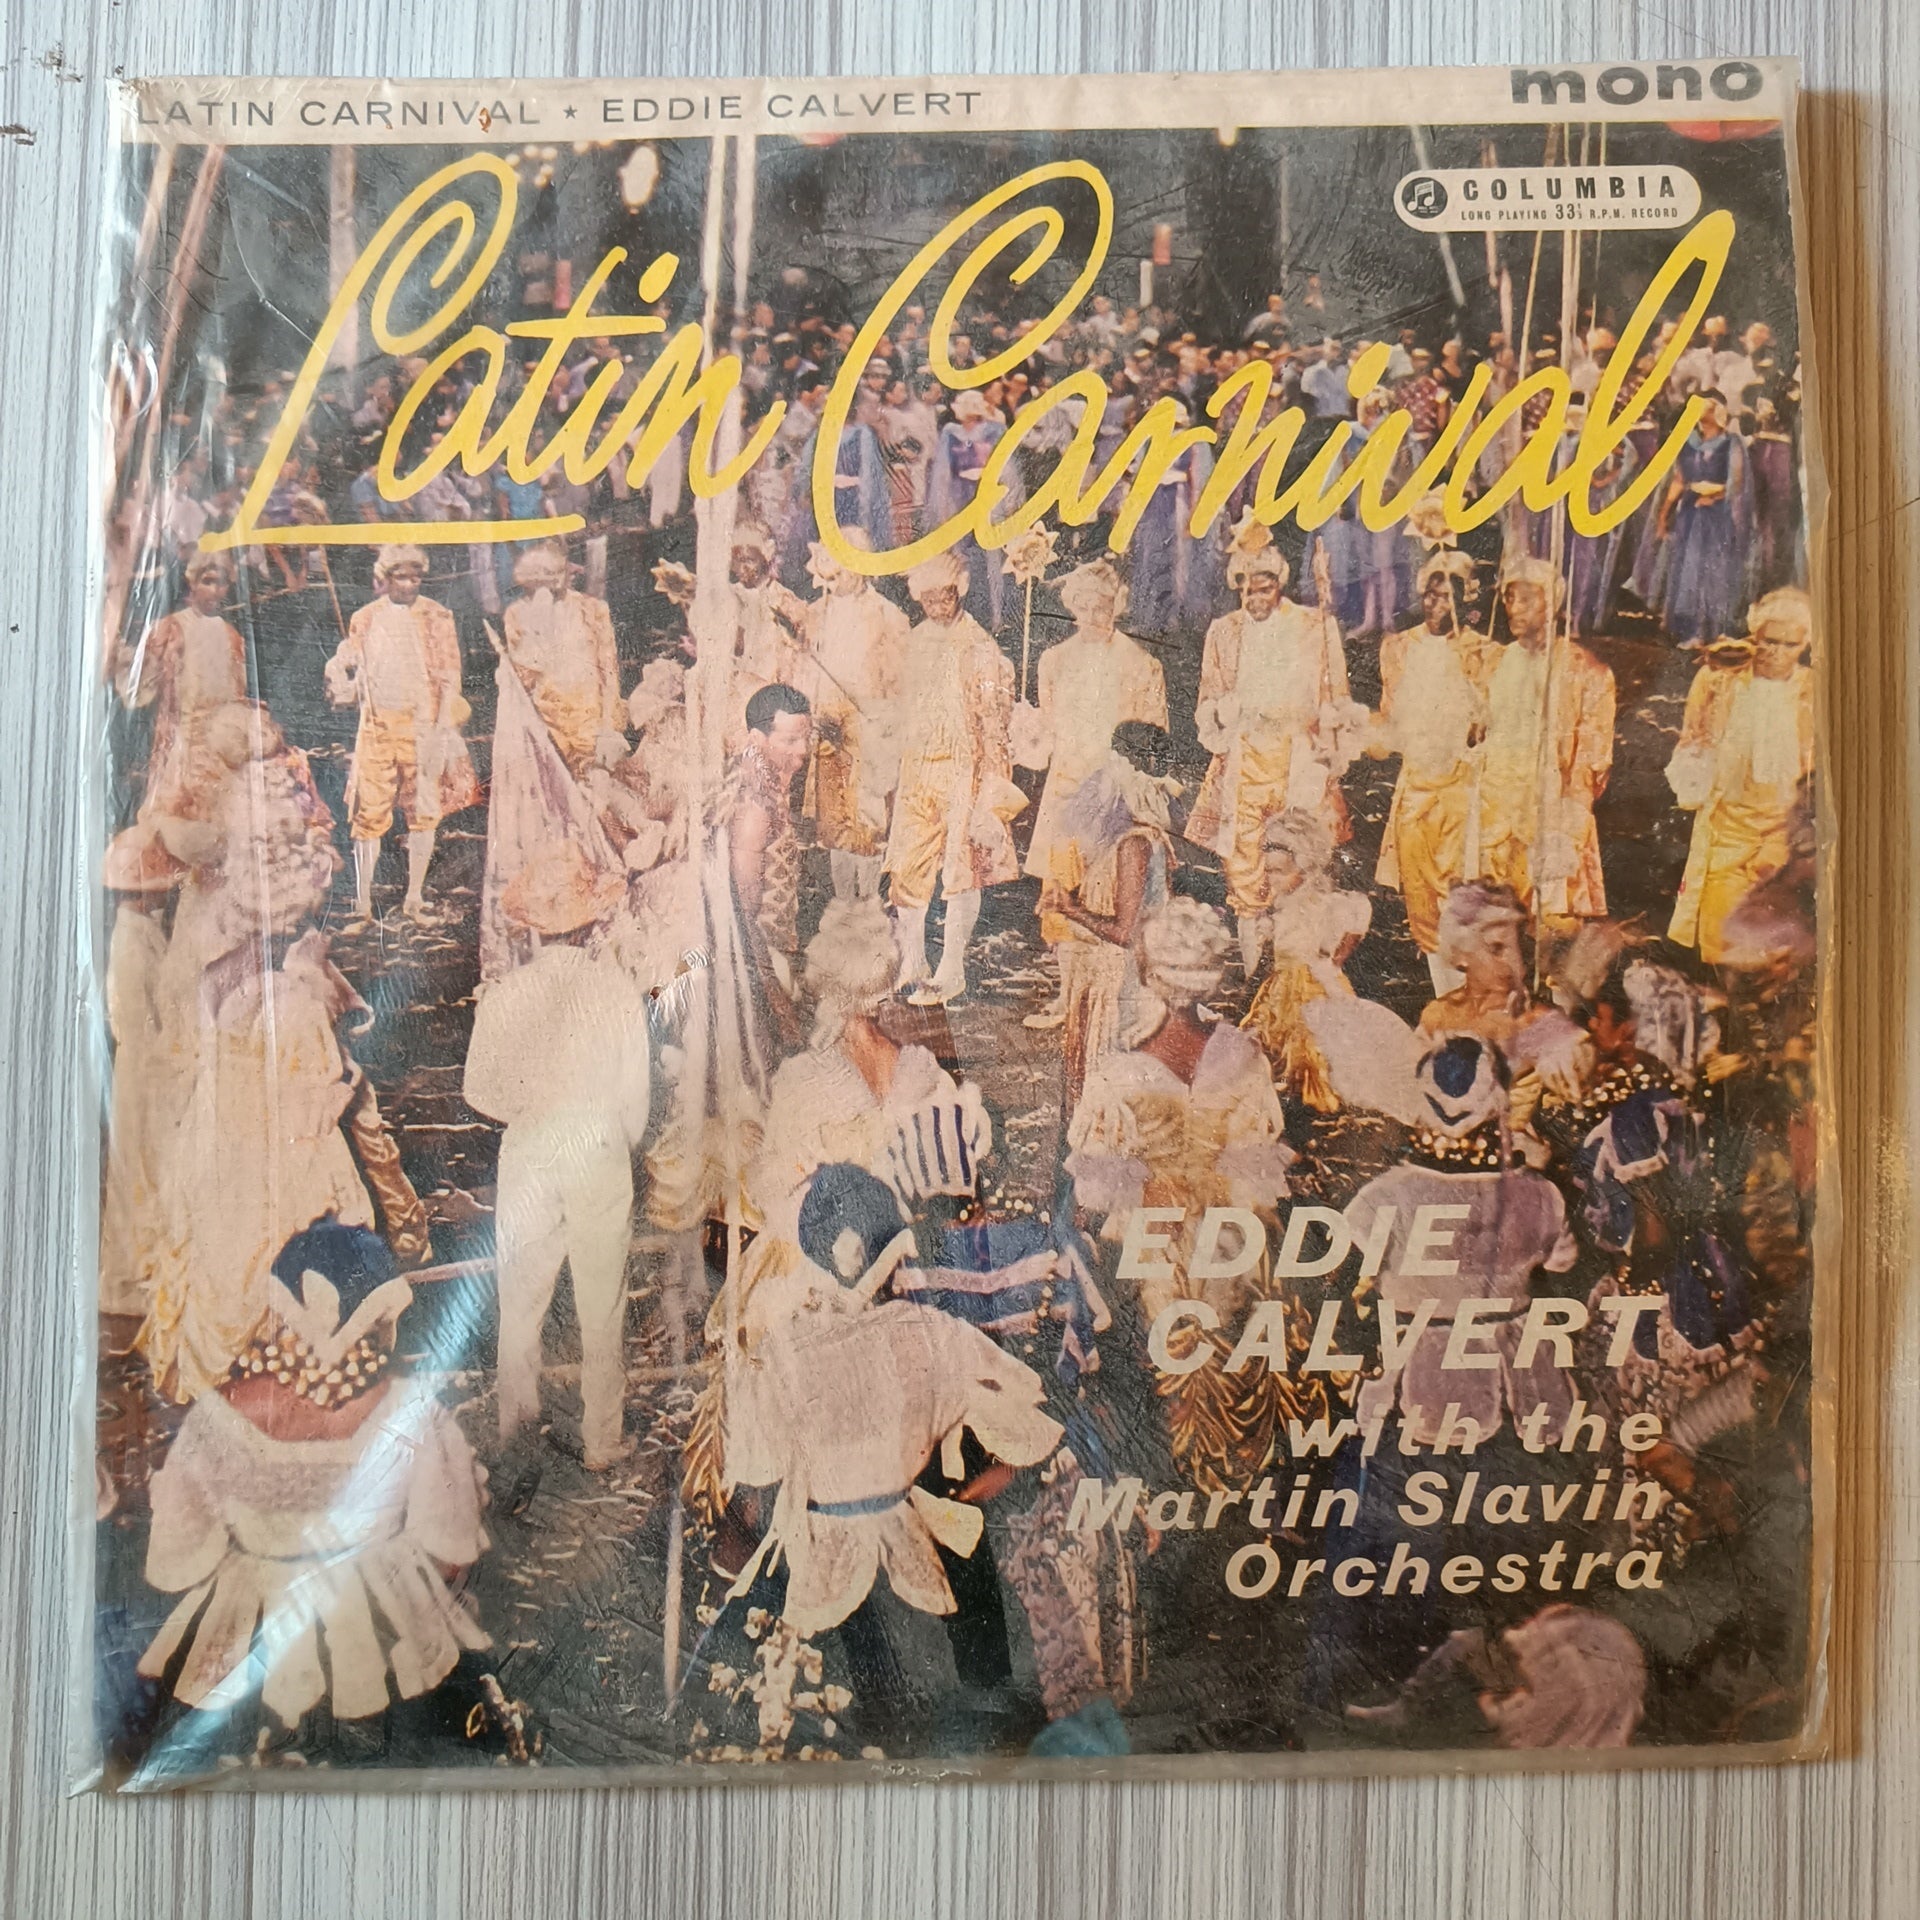 LATIN CARNIVAL ★ EDDIE CALVERT
mono
COLUMBIA
LONG PLAYING 33⅓ R.P.M. RECORD
Latin Carnival
EDDIE
CALVERT
with the
Martin Slavin
Orchestra